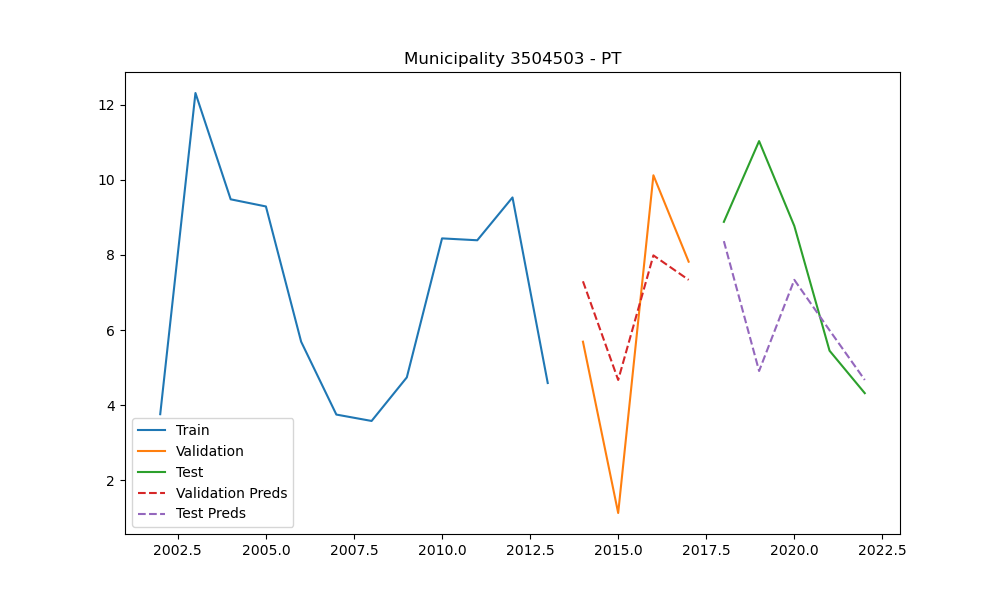 Municipality 3504503 - PT
12
10
8
6
4
2
Train
Validation
Test
Validation Preds
Test Preds
2002.5 2005.0 2007.5 2010.0 2012.5 2015.0 2017.5 2020.0 2022.5